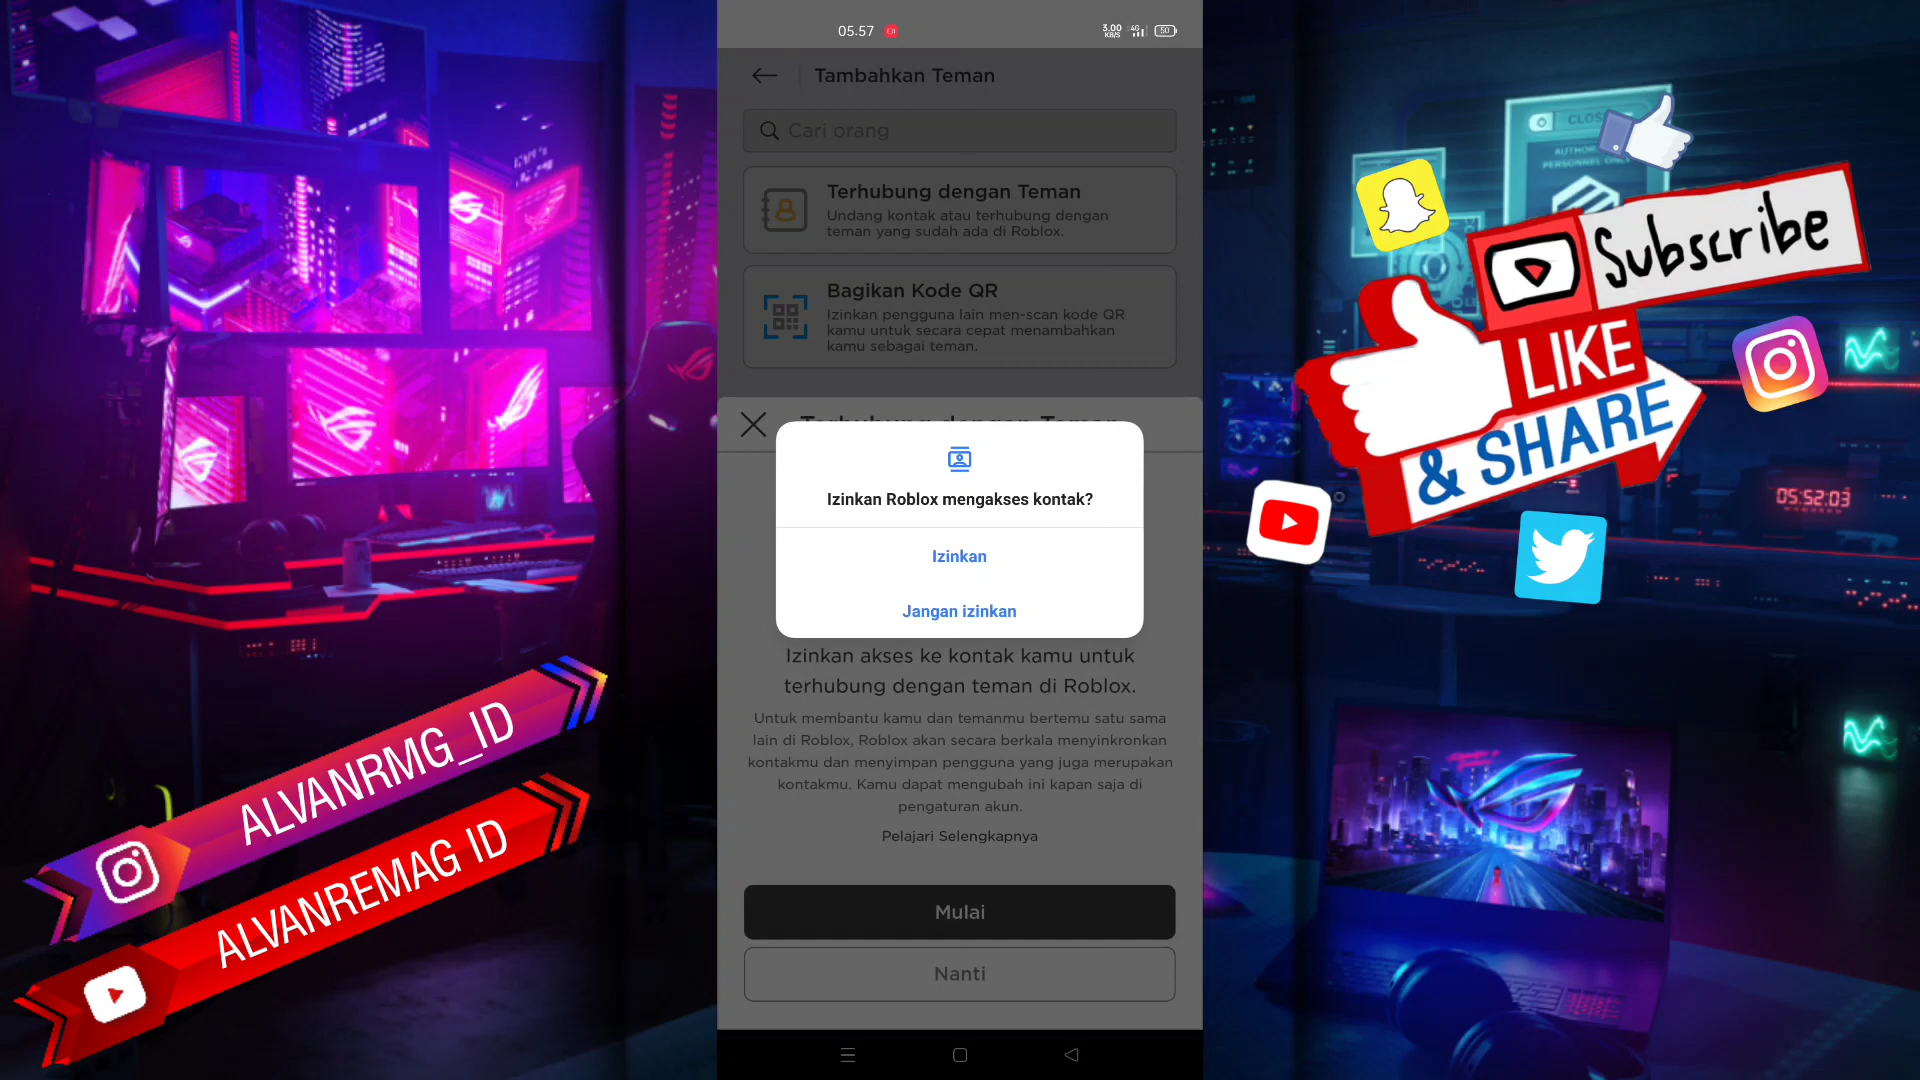 05.57
3.00
KB/S
4G
50
Tambahkan Teman
Cari orang
Terhubung dengan Teman
Undang kontak atau terhubung dengan
teman yang sudah ada di Roblox.
Bagikan Kode QR
Izinkan pengguna lain men-scan kode QR
kamu untuk secara cepat menambahkan
kamu sebagai teman.
Izinkan Roblox mengakses kontak?
Izinkan
Jangan izinkan
Izinkan akses ke kontak kamu untuk
terhubung dengan teman di Roblox.
Untuk membantu kamu dan temanmu bertemu satu sama
lain di Roblox, Roblox akan secara berkala menyinkronkan
kontakmu dan menyimpan pengguna yang juga merupakan
kontakmu. Kamu dapat mengubah ini kapan saja di
pengaturan akun.
Pelajari Selengkapnya
Mulai
Nanti
ALVANRMG_ID
ALVANREMAG ID
Subscribe
LIKE
& SHARE
05:52:03